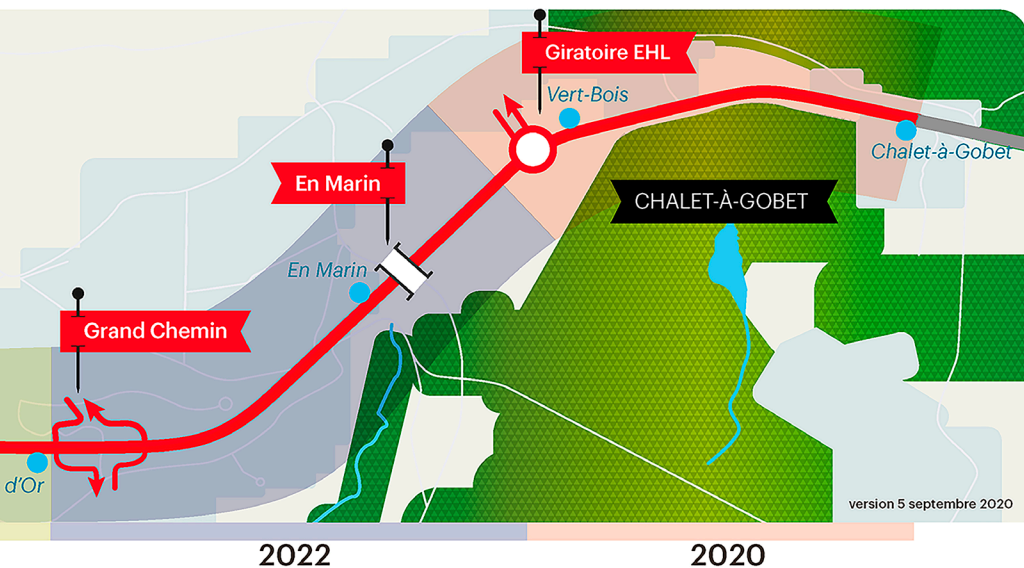 Giratoire EHL
Vert-Bois
Chalet-à-Gobet
En Marin
CHALET-À-GOBET
En Marin
Grand Chemin
d'Or
version 5 septembre 2020
2022
2020